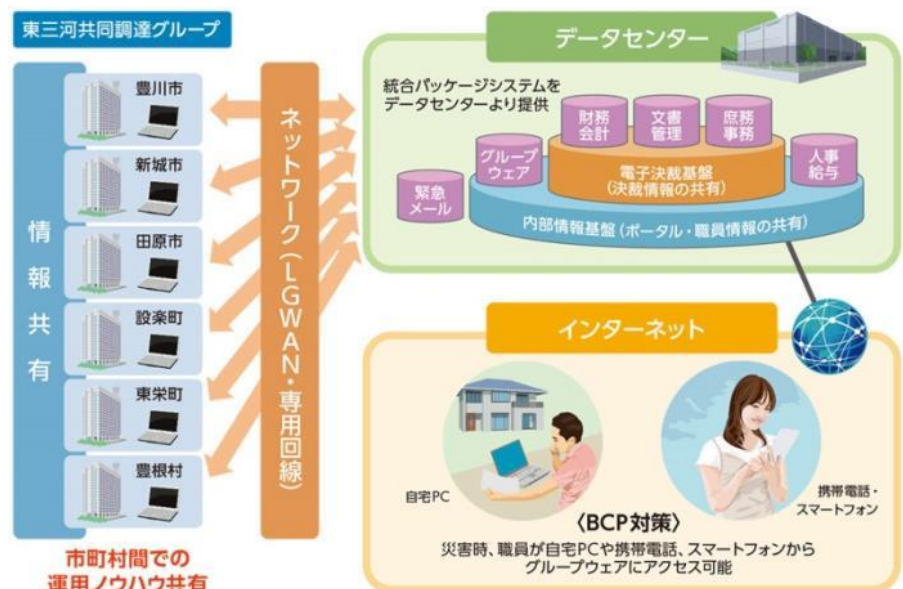 東三河共同調達グループ
情報共有
豊川市
新城市
田原市
設楽町
東栄町
豊根村
市町村間での
運用ノウハウ共有
ネットワーク(LGWAN・専用回線)
データセンター
統合パッケージシステムを
データセンターより提供
財務
会計
文書
管理
庶務
事務
グループ
ウェア
人事
給与
緊急
メール
電子決裁基盤
(決裁情報の共有)
内部情報基盤(ポータル・職員情報の共有)
インターネット
自宅PC
携帯電話・
スマートフォン
〈BCP対策〉
災害時、職員が自宅PCや携帯電話、スマートフォンから
グループウェアにアクセス可能